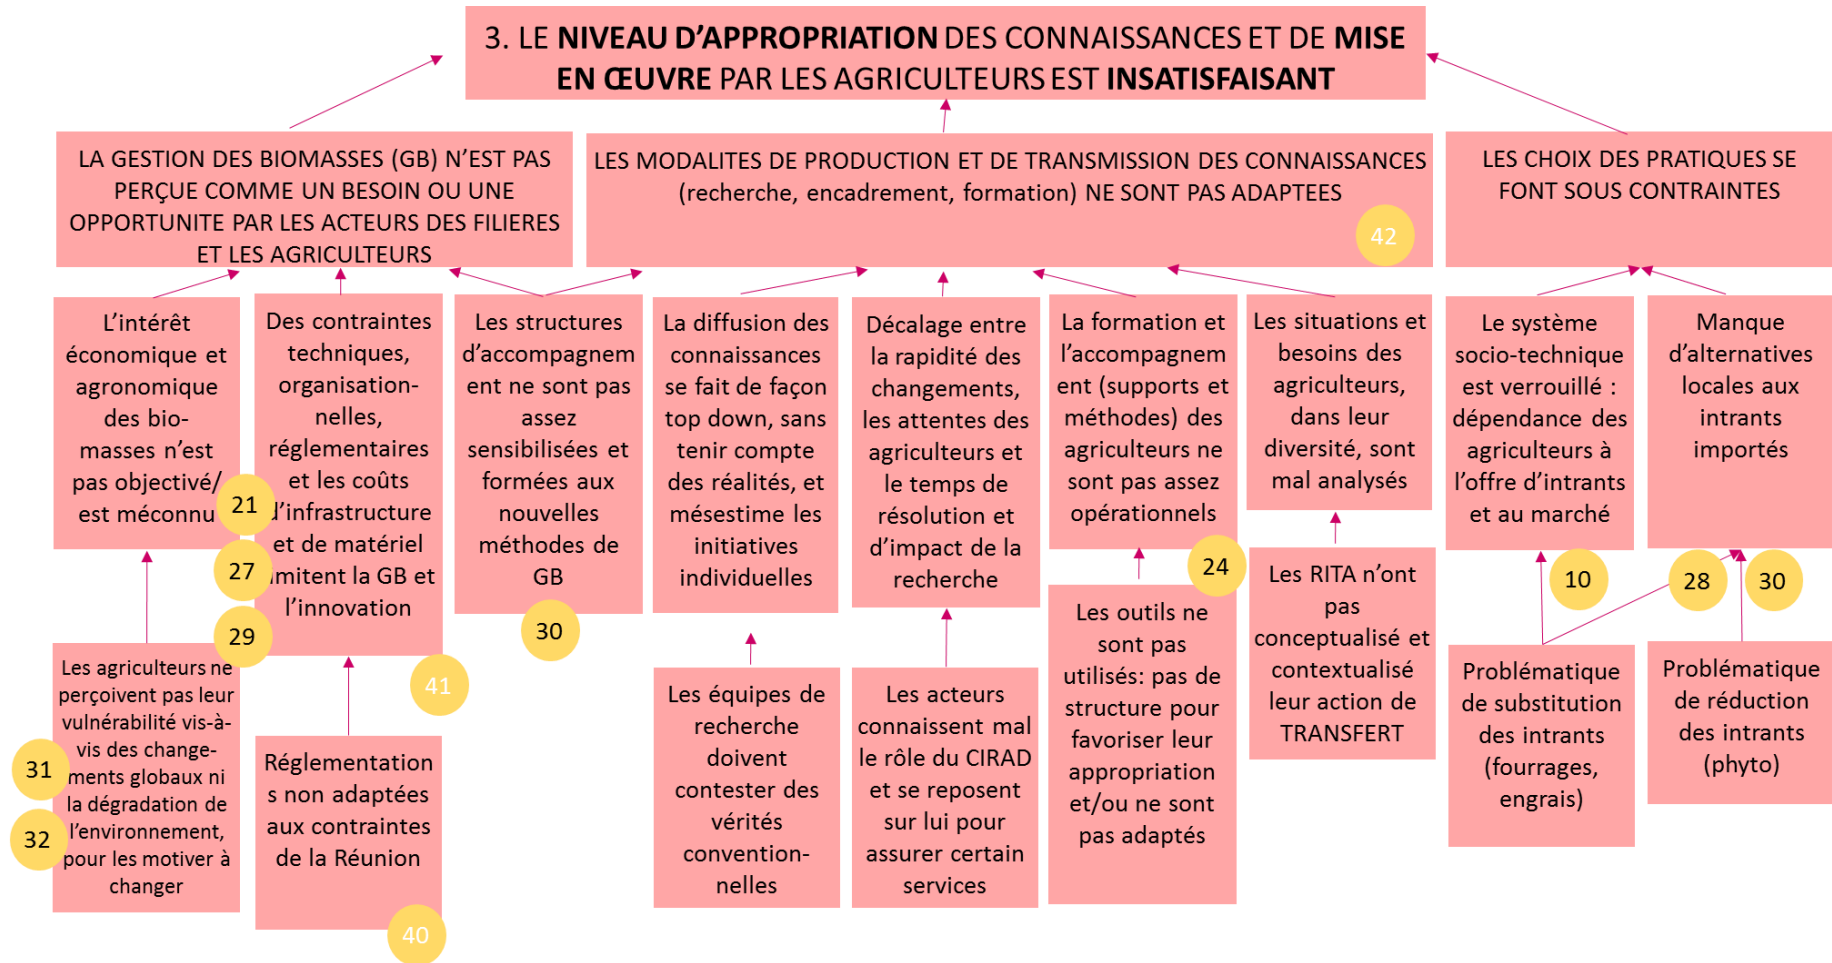 3. LE NIVEAU D'APPROPRIATION DES CONNAISSANCES ET DE MISE
EN ŒUVRE PAR LES AGRICULTEURS EST INSATISFAISANT
LA GESTION DES BIOMASSES (GB) N'EST PAS
PERÇUE COMME UN BESOIN OU UNE
OPPORTUNITE PAR LES ACTEURS DES FILIERES
ET LES AGRICULTEURS
LES MODALITES DE PRODUCTION ET DE TRANSMISSION DES CONNAISSANCES
(recherche, encadrement, formation) NE SONT PAS ADAPTEES
42
LES CHOIX DES PRATIQUES SE
FONT SOUS CONTRAINTES
L'intérêt
économique et
agronomique
des bio-
masses n'est
pas objectivé/
est méconnu
21
27
29
Des contraintes
techniques,
organisation-
nelles,
réglementaires
et les coûts
d'infrastructure
et de matériel
limitent la GB et
l'innovation
41
Les structures
d'accompagnem
ent ne sont pas
assez
sensibilisées et
formées aux
nouvelles
méthodes de
GB
30
La diffusion des
connaissances
se fait de façon
top down, sans
tenir compte
des réalités, et
mésestime les
initiatives
individuelles
Décalage entre
la rapidité des
changements,
les attentes des
agriculteurs et
le temps de
résolution et
d'impact de la
recherche
La formation et
l'accompagnem
ent (supports et
méthodes) des
agriculteurs ne
sont pas assez
opérationnels
24
Les situations et
besoins des
agriculteurs,
dans leur
diversité, sont
mal analysés
Le système
socio-technique
est verrouillé :
dépendance des
agriculteurs à
l'offre d'intrants
et au marché
10
Manque
d'alternatives
locales aux
intrants
importés
28
30
Les agriculteurs ne
perçoivent pas leur
vulnérabilité vis-à-
vis des change-
ments globaux ni
la dégradation de
l'environnement,
pour les motiver à
changer
31
32
Réglementation
s non adaptées
aux contraintes
de la Réunion
40
Les équipes de
recherche
doivent
contester des
vérités
convention-
nelles
Les acteurs
connaissent mal
le rôle du CIRAD
et se reposent
sur lui pour
assurer certain
services
Les outils ne
sont pas
utilisés: pas de
structure pour
favoriser leur
appropriation
et/ou ne sont
pas adaptés
Les RITA n'ont
pas
conceptualisé et
contextualisé
leur action de
TRANSFERT
Problématique
de substitution
des intrants
(fourrages,
engrais)
Problématique
de réduction
des intrants
(phyto)